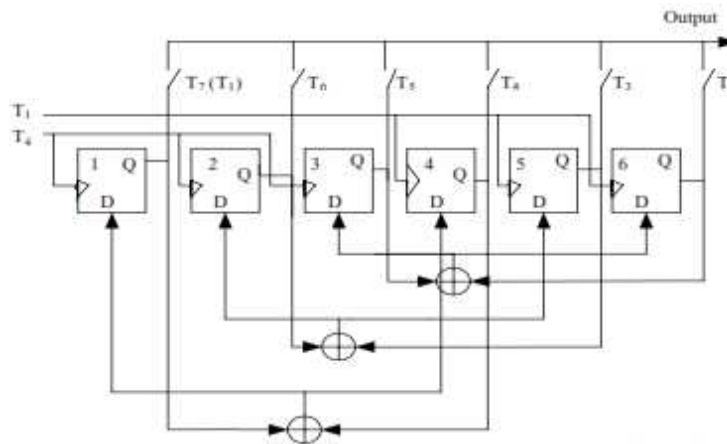 Output
T7 (T1) T6 T5 T4 T3 T
T1
T4
1 Q D
2 Q D
3 Q D
4 Q D
5 Q D
6 Q D